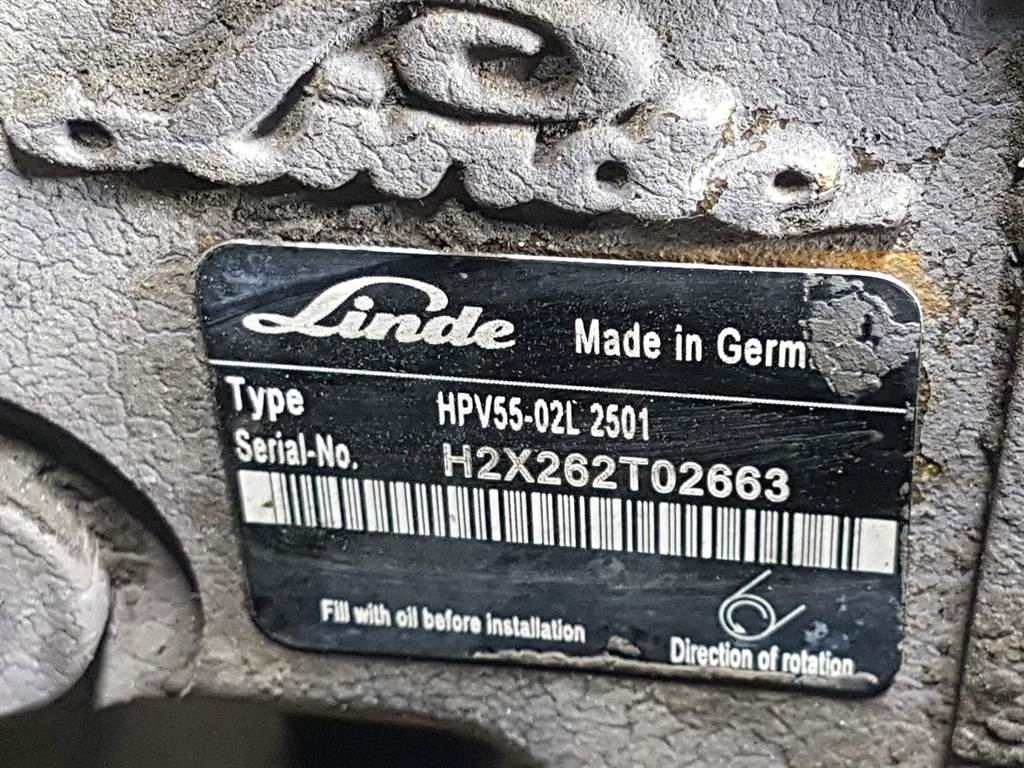 Linde
Linde
Made in Germ
Type HPV55-02L 2501
Serial-No. H2X262T02663
Fill with oil before installation
Direction of rotation